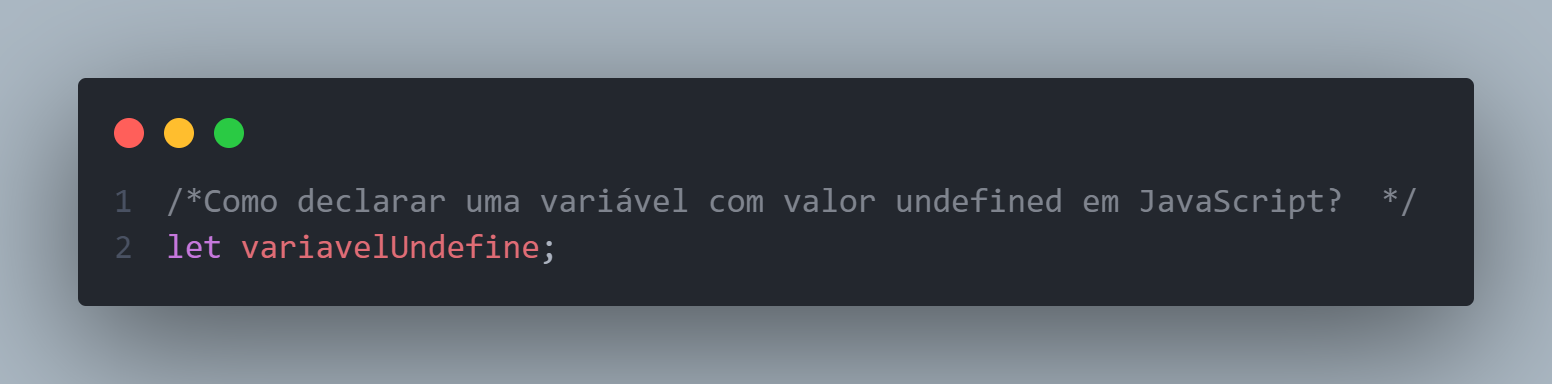 1 /*Como declarar uma variável com valor undefined em JavaScript?  */
2 let variavelUndefine;